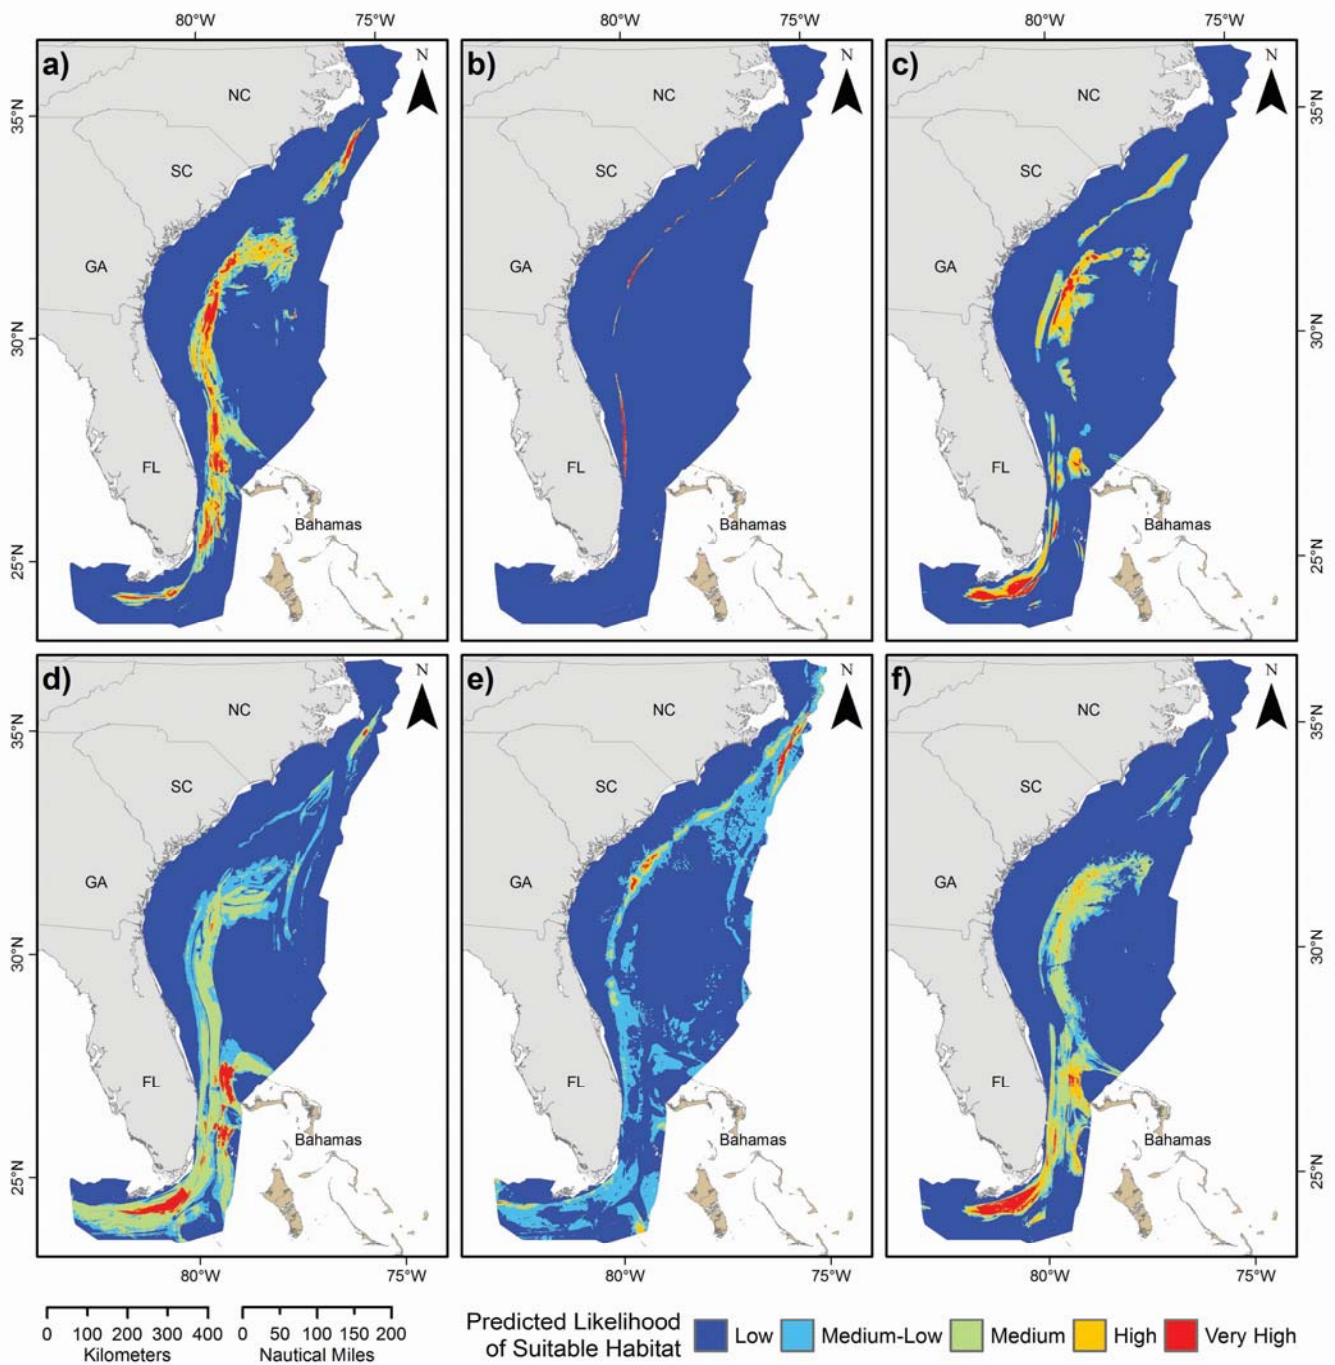 80°W 75°W 80°W 75°W 80°W 75°W
a) N b) N c) N
NC NC NC
35°N 35°N
SC SC SC
GA GA GA
30°N 30°N
FL FL FL
Bahamas Bahamas Bahamas
25°N 25°N
d) N e) N f) N
NC NC NC
35°N 35°N
SC SC SC
GA GA GA
30°N 30°N
FL FL FL
Bahamas Bahamas Bahamas
25°N 25°N
80°W 75°W 80°W 75°W 80°W 75°W
0 100 200 300 400
Kilometers
0 50 100 150 200
Nautical Miles
Predicted Likelihood
of Suitable Habitat
Low Medium-Low Medium High Very High